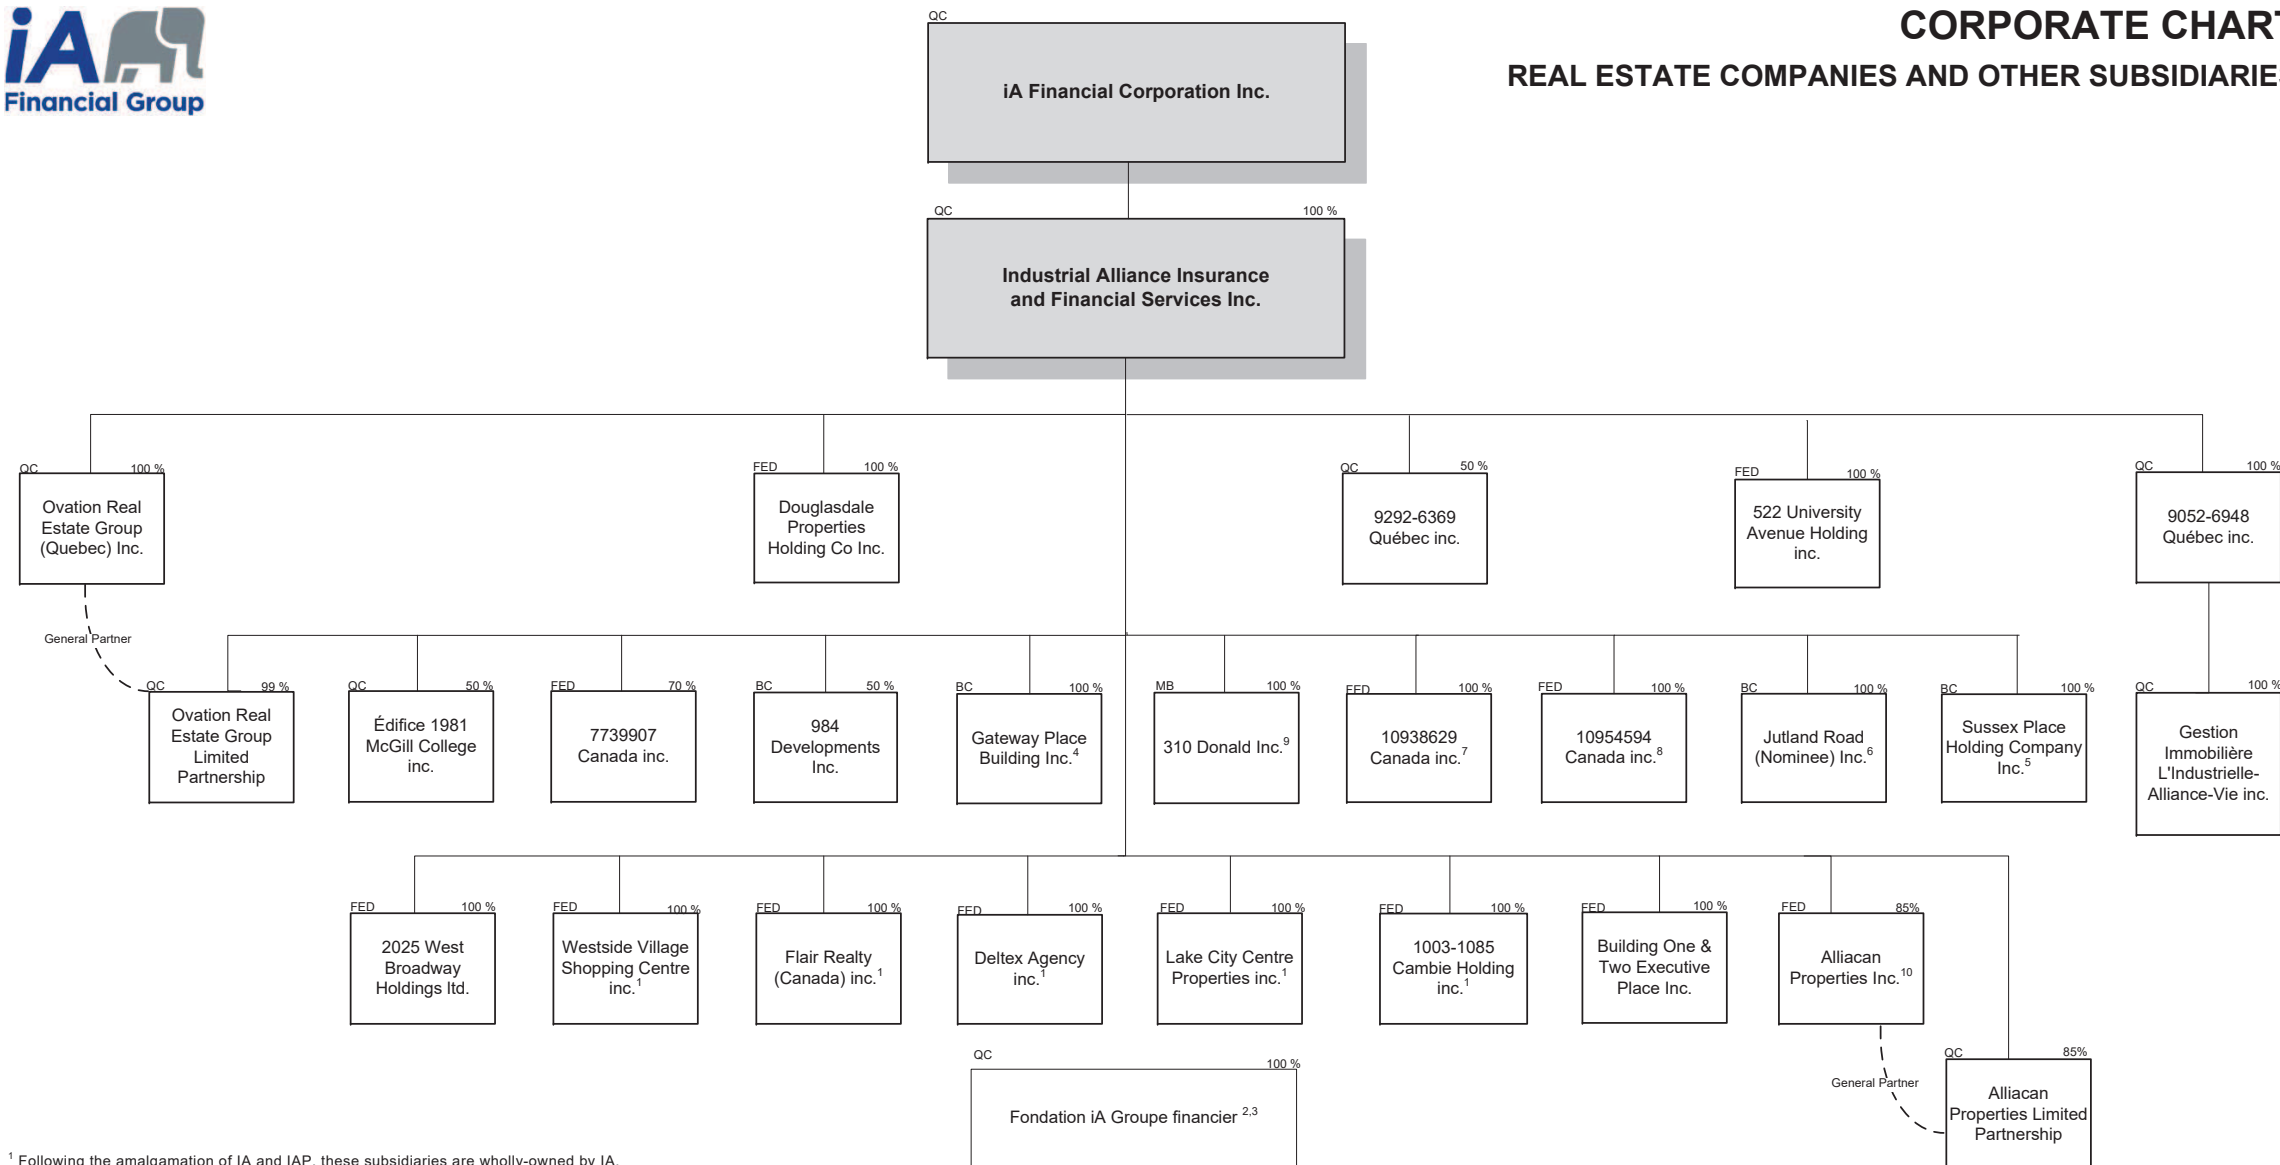 iA
Financial Group
CORPORATE CHART
REAL ESTATE COMPANIES AND OTHER SUBSIDIARIES
QC
iA Financial Corporation Inc.
QC 100 %
Industrial Alliance Insurance
and Financial Services Inc.
QC 100 %
Ovation Real
Estate Group
(Quebec) Inc.
FED 100 %
Douglasdale
Properties
Holding Co Inc.
QC 50 %
9292-6369
Québec inc.
FED 100 %
522 University
Avenue Holding
inc.
QC 100 %
9052-6948
Québec inc.
General Partner
QC 99 %
Ovation Real
Estate Group
Limited
Partnership
QC 50 %
Édifice 1981
McGill College
inc.
FED 70 %
7739907
Canada inc.
BC 50 %
984
Developments
Inc.
BC 100 %
Gateway Place
Building Inc.4
MB 100 %
310 Donald Inc.9
FED 100 %
10938629
Canada inc.7
FED 100 %
10954594
Canada inc.8
BC 100 %
Jutland Road
(Nominee) Inc.6
BC 100 %
Sussex Place
Holding Company
Inc.5
QC 100 %
Gestion
Immobilière
L'Industrielle-
Alliance-Vie inc.
FED 100 %
2025 West
Broadway
Holdings ltd.
FED 100 %
Westside Village
Shopping Centre
inc.1
FED 100 %
Flair Realty
(Canada) inc.1
FED 100 %
Deltex Agency
inc.1
FED 100 %
Lake City Centre
Properties inc.1
FED 100 %
1003-1085
Cambie Holding
inc.1
FED 100 %
Building One &
Two Executive
Place Inc.
FED 85%
Alliacan
Properties Inc.10
General Partner
QC 85%
Alliacan
Properties Limited
Partnership
QC 100 %
Fondation iA Groupe financier 2,3
1 Following the amalgamation of IA and IAP, these subsidiaries are wholly-owned by IA.